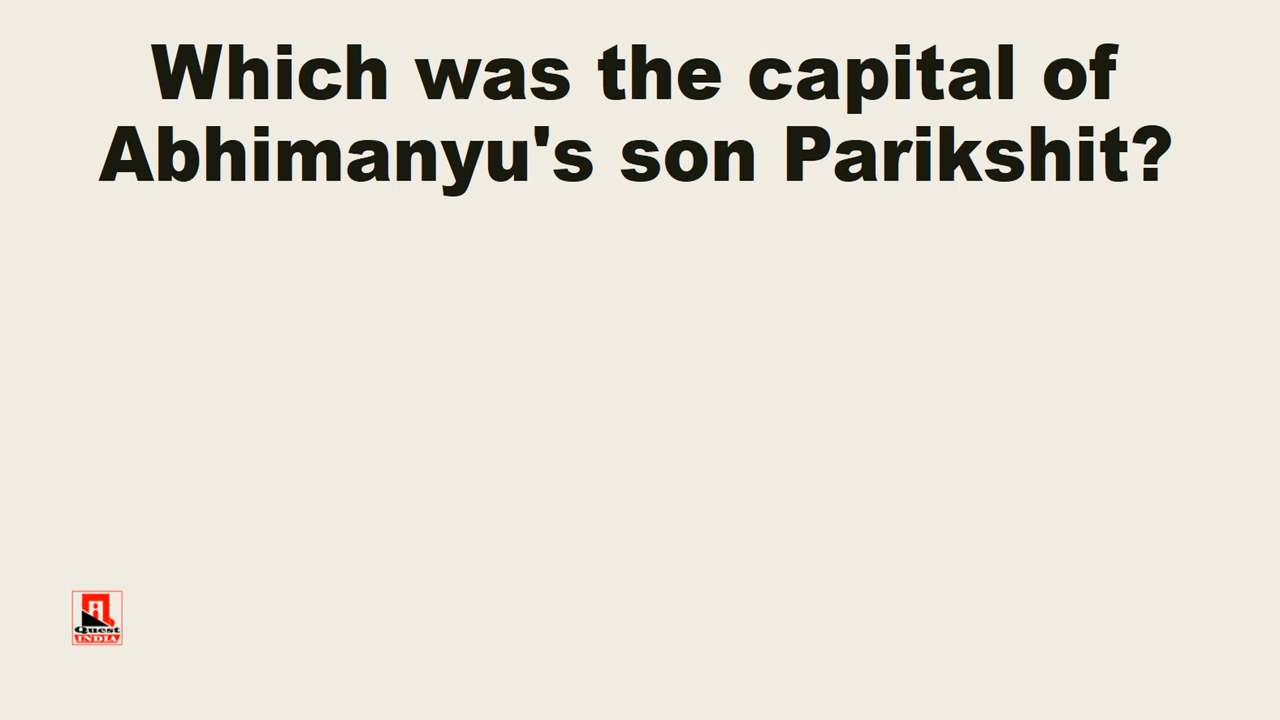 Which was the capital of
Abhimanyu's son Parikshit?
Quest
INDIA